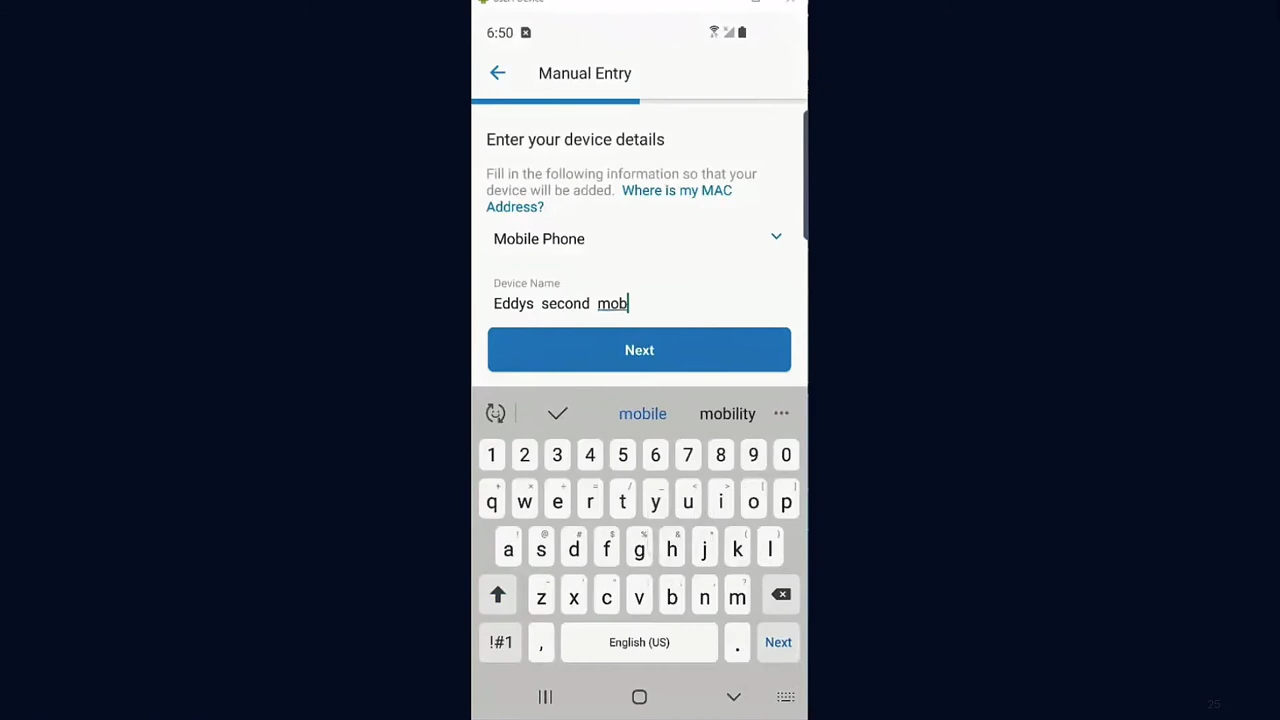 6:50
Manual Entry
Enter your device details
Fill in the following information so that your
device will be added. Where is my MAC
Address?
Mobile Phone
Device Name
Eddys second mob
Next
mobile mobility
1 2 3 4 5 6 7 8 9 0
q w e r t y u i o p
a s d f g h j k l
z x c v b n m
!#1 , English (US) . Next
25